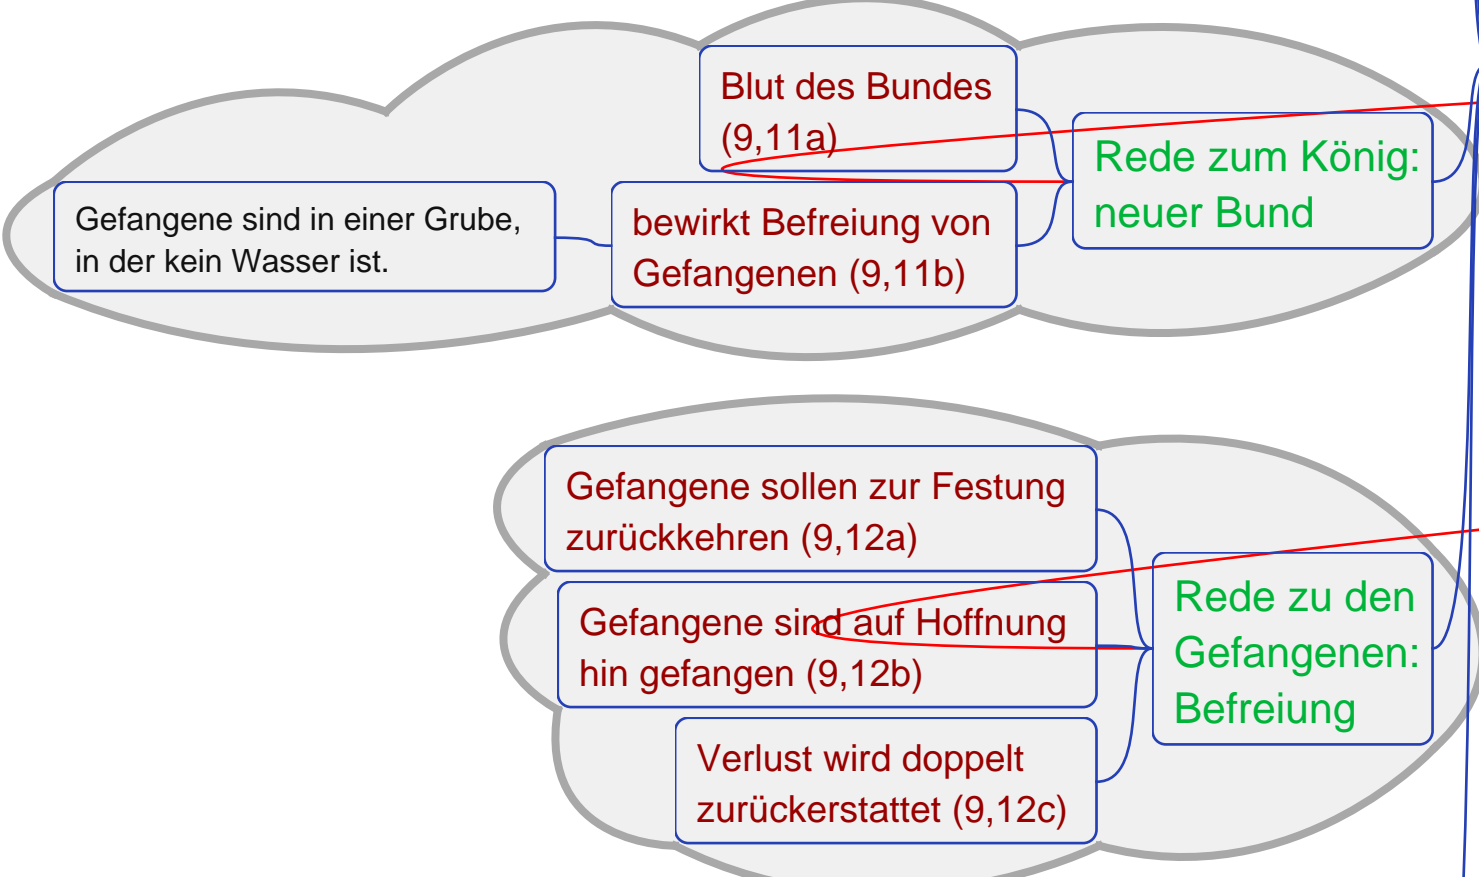 Blut des Bundes
(9,11a)
Rede zum König:
neuer Bund
Gefangene sind in einer Grube,
in der kein Wasser ist.
bewirkt Befreiung von
Gefangenen (9,11b)
Gefangene sollen zur Festung
zurückkehren (9,12a)
Gefangene sind auf Hoffnung
hin gefangen (9,12b)
Rede zu den
Gefangenen:
Befreiung
Verlust wird doppelt
zurückerstattet (9,12c)